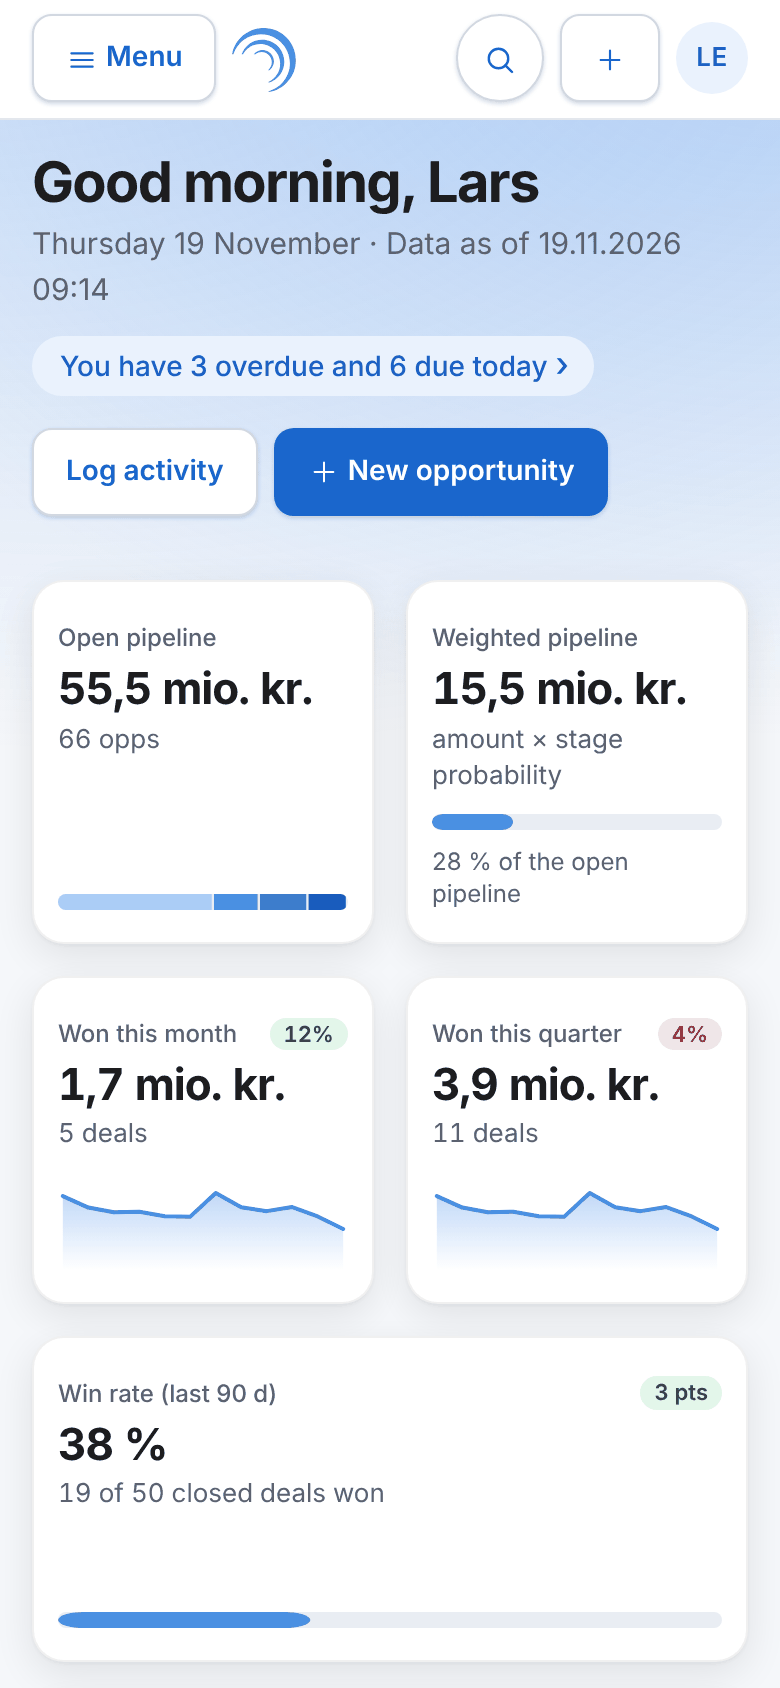 Menu
LE
Good morning, Lars
Thursday 19 November · Data as of 19.11.2026
09:14
You have 3 overdue and 6 due today ›
Log activity
+ New opportunity
Open pipeline
55,5 mio. kr.
66 opps
Weighted pipeline
15,5 mio. kr.
amount × stage
probability
28 % of the open
pipeline
Won this month
12%
1,7 mio. kr.
5 deals
Won this quarter
4%
3,9 mio. kr.
11 deals
Win rate (last 90 d)
3 pts
38 %
19 of 50 closed deals won